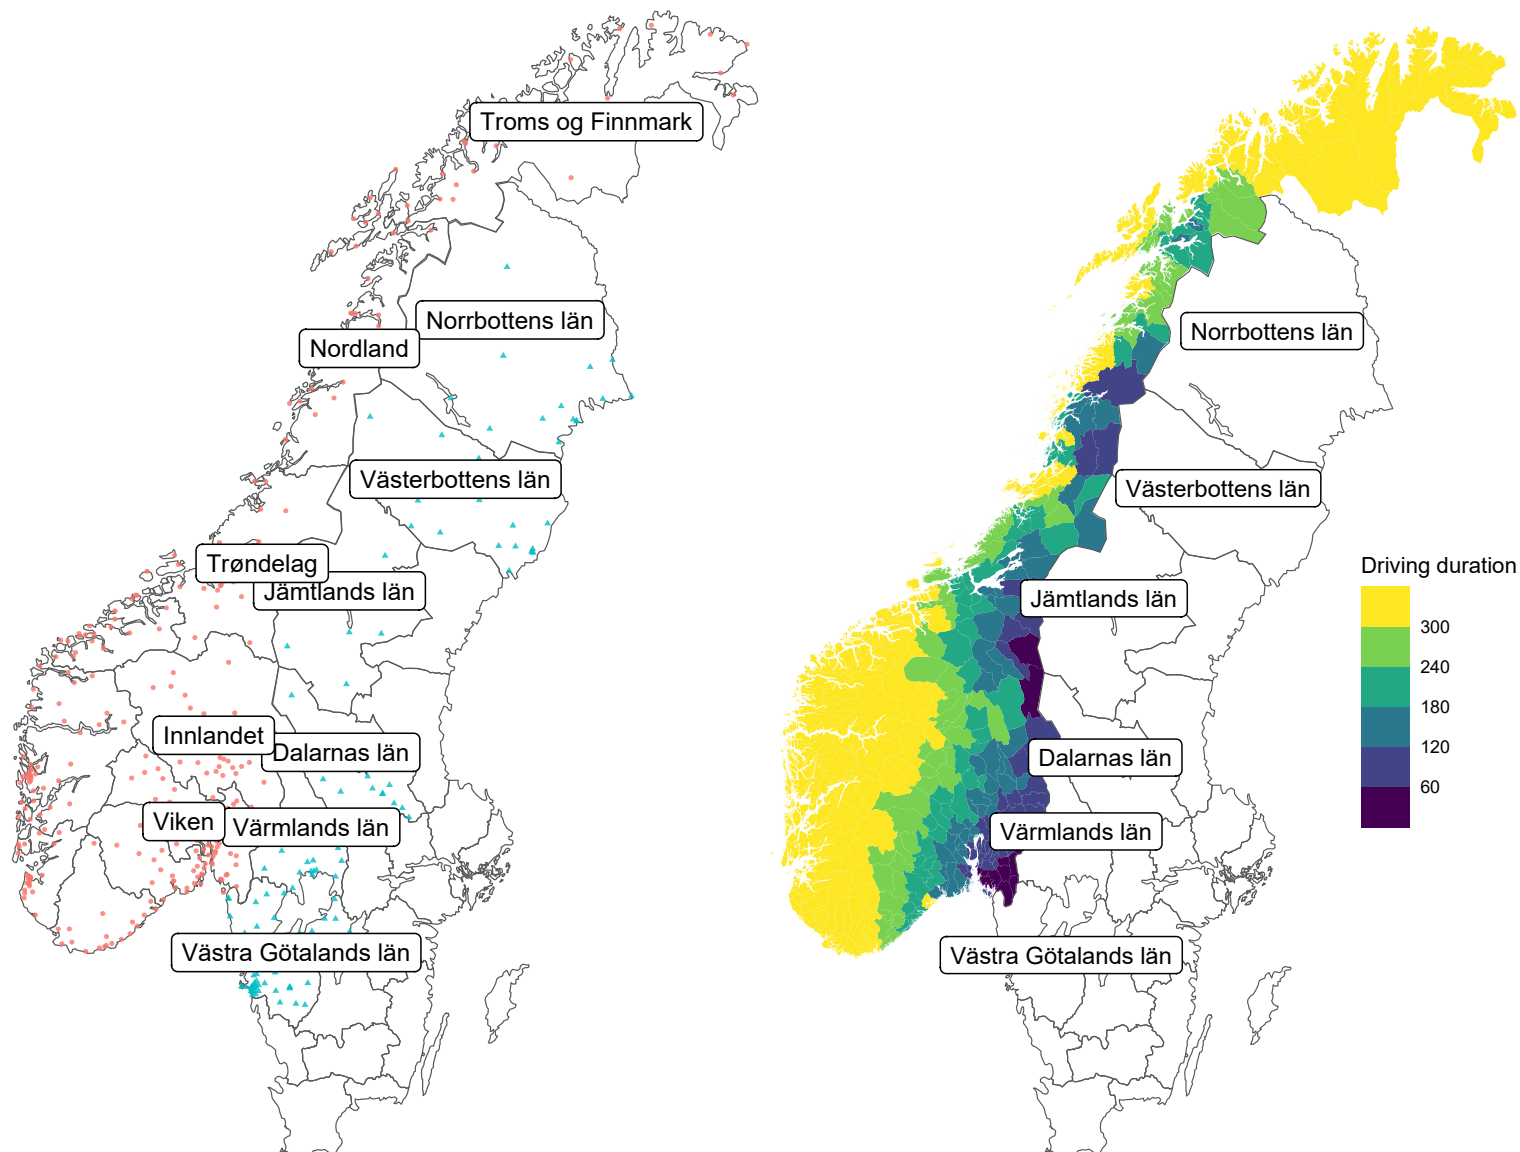 Troms og Finnmark
Norrbottens län
Nordland
Västerbottens län
Trøndelag
Jämtlands län
Innlandet
Dalarnas län
Viken
Värmlands län
Västra Götalands län
Norrbottens län
Västerbottens län
Jämtlands län
Dalarnas län
Värmlands län
Västra Götalands län
Driving duration
300
240
180
120
60